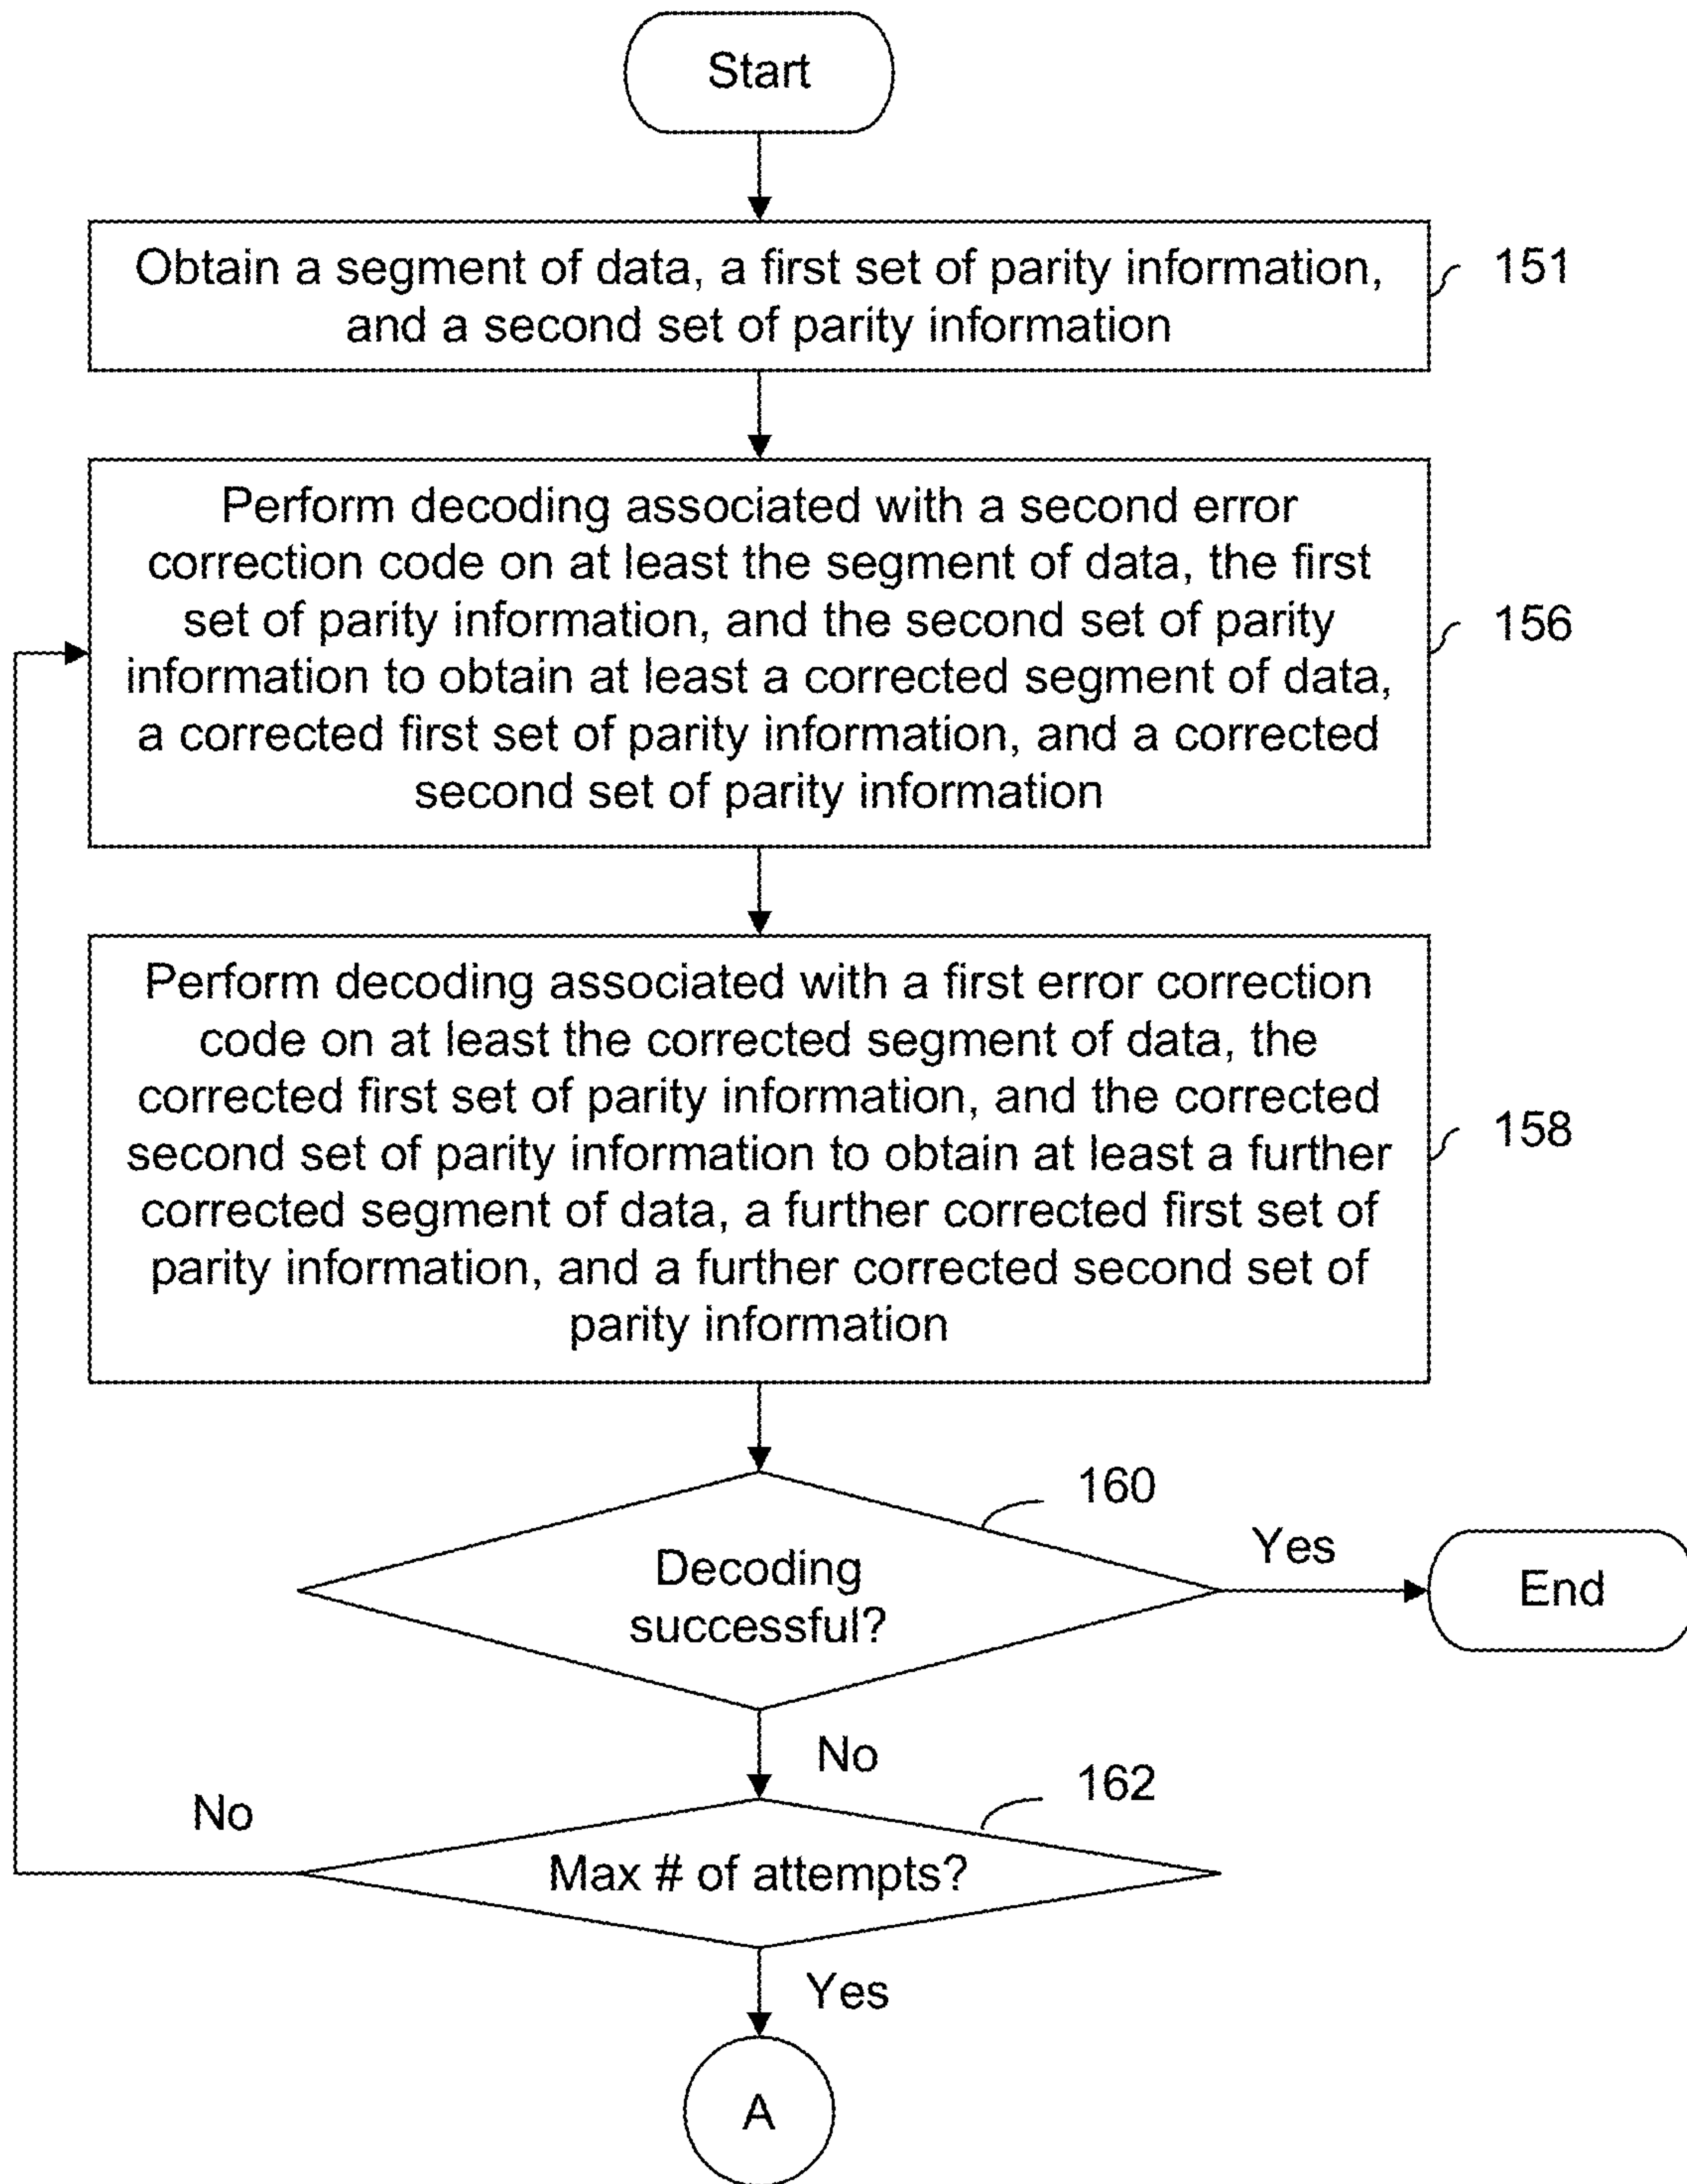 Start
Obtain a segment of data, a first set of parity information,
and a second set of parity information
151
Perform decoding associated with a second error
correction code on at least the segment of data, the first
set of parity information, and the second set of parity
information to obtain at least a corrected segment of data,
a corrected first set of parity information, and a corrected
second set of parity information
156
Perform decoding associated with a first error correction
code on at least the corrected segment of data, the
corrected first set of parity information, and the corrected
second set of parity information to obtain at least a further
corrected segment of data, a further corrected first set of
parity information, and a further corrected second set of
parity information
158
160
Decoding
successful?
Yes
End
No
162
No
Max # of attempts?
Yes
A